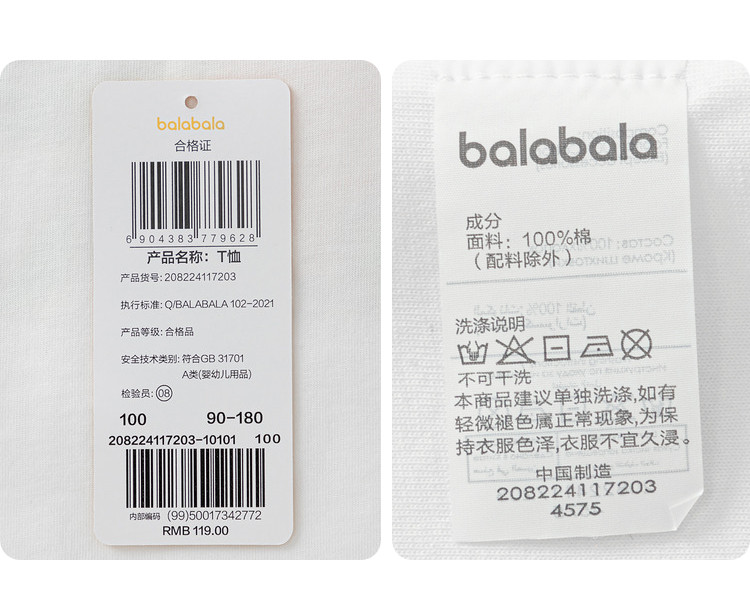 balabala
合格证
6904383779628
产品名称：T恤
产品货号: 208224117203
执行标准: Q/BALABALA 102-2021
产品等级: 合格品
安全技术类别: 符合GB 31701
A类(婴幼儿用品)
检验员: 08
100 90-180
208224117203-10101 100
内部编码 (99)50017342772
RMB 119.00
balabala
成分
面料：100%棉
（配料除外）
洗涤说明
不可干洗
本商品建议单独洗涤,如有
轻微褪色属正常现象,为保
持衣服色泽,衣服不宜久浸。
中国制造
208224117203
4575